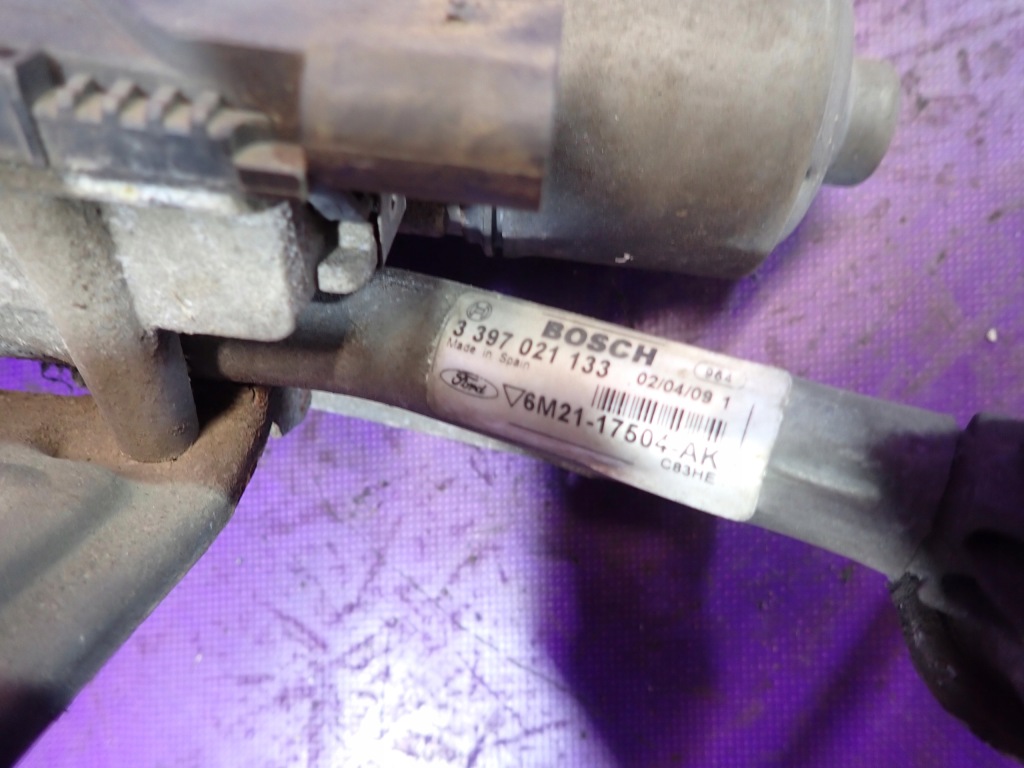 BOSCH
3 397 021 133
964
Made in Spain
02/04/09 1
Ford
6M21-17504-AK
C83HE